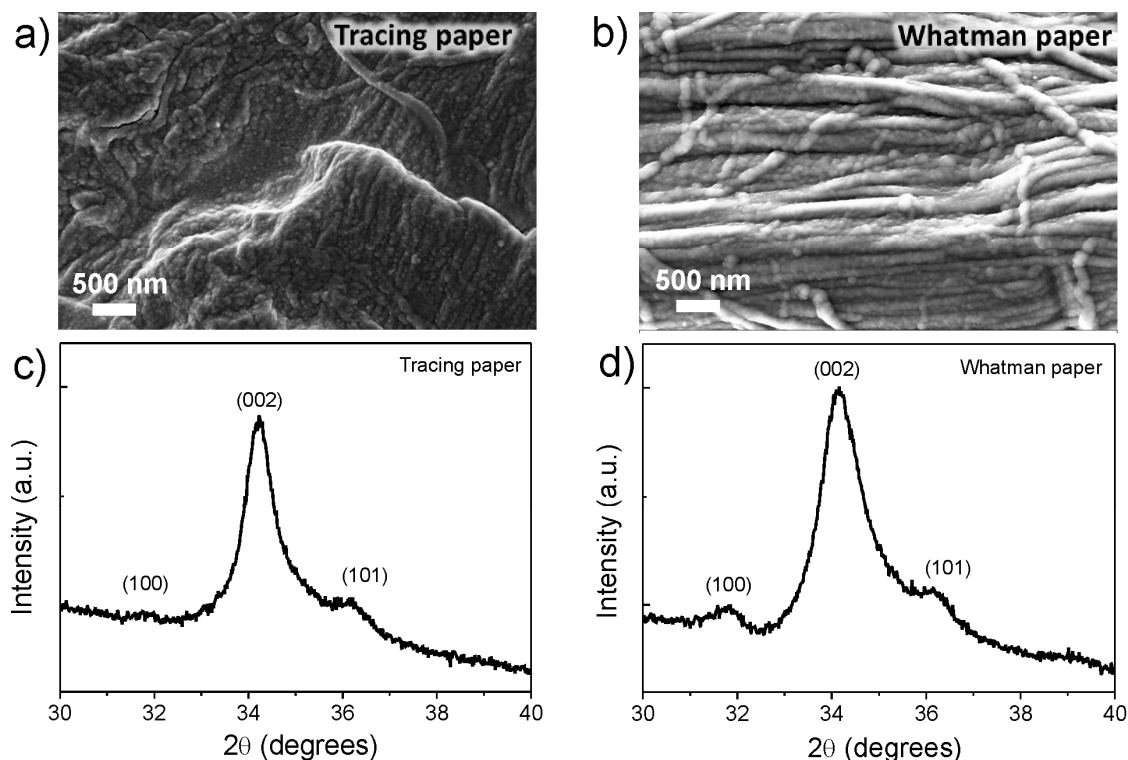 a)
Tracing paper
500 nm
b)
Whatman paper
500 nm
c)
Tracing paper
(002)
(100)
(101)
Intensity (a.u.)
30 32 34 36 38 40
2θ (degrees)
d)
Whatman paper
(002)
(100)
(101)
Intensity (a.u.)
30 32 34 36 38 40
2θ (degrees)